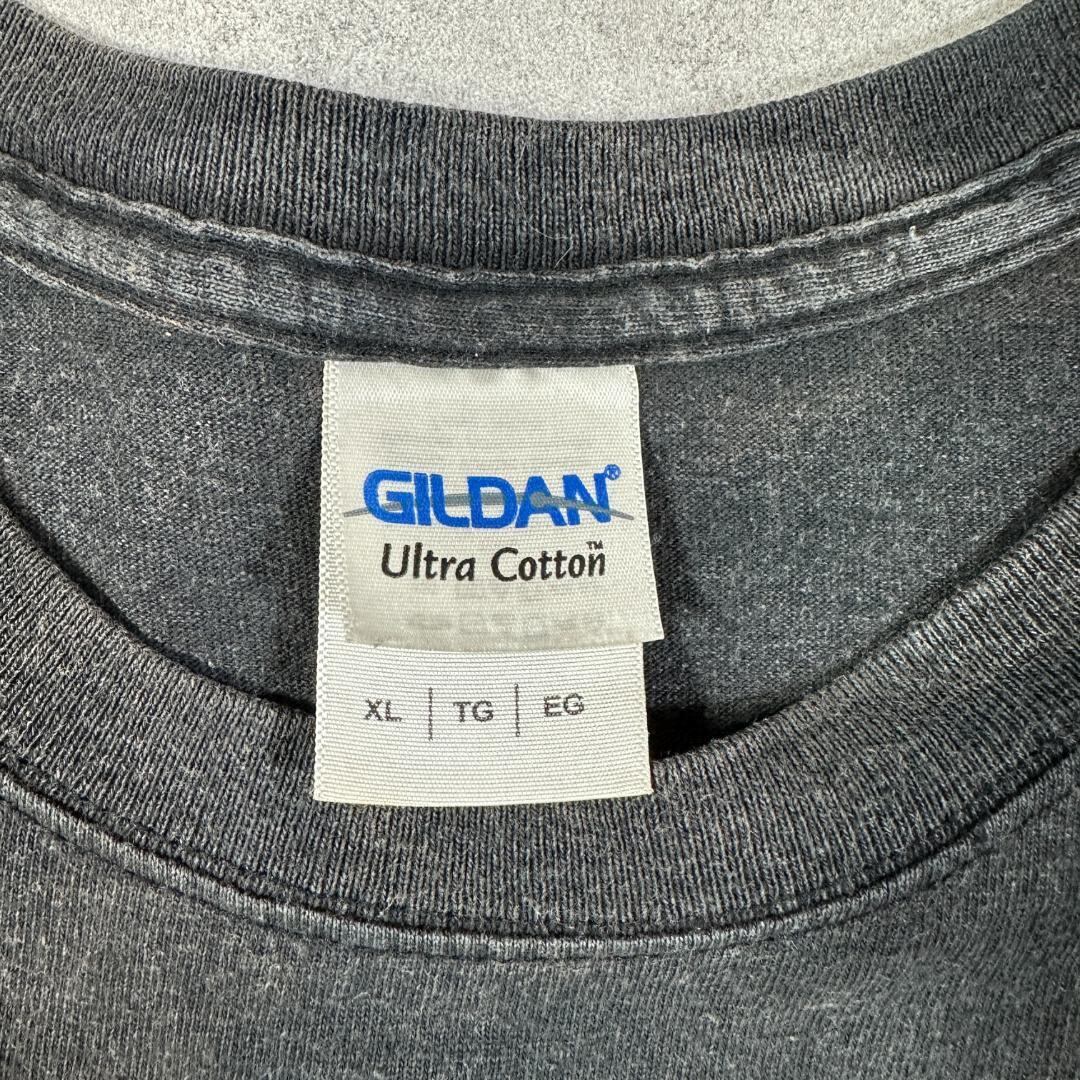 GILDAN®
Ultra Cotton™
XL | TG | EG